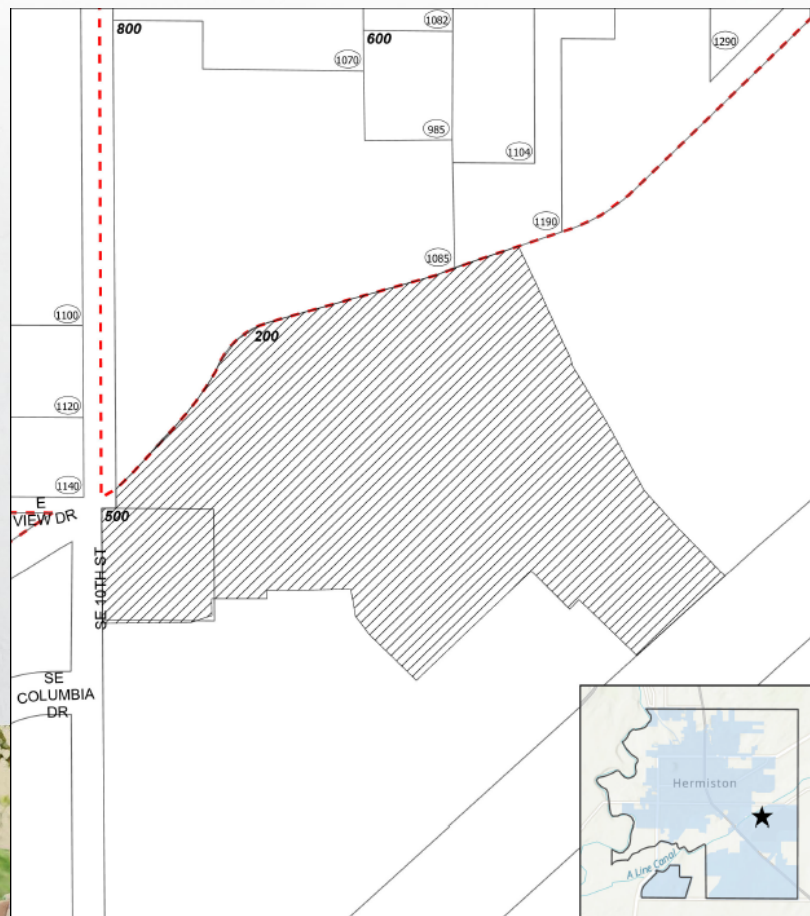 800
1082
600
1290
1070
985
1104
1190
1085
1100
200
1120
1140
E
VIEW DR
500
SE 10TH ST
SE
COLUMBIA
DR
Hermiston
A Line Canal